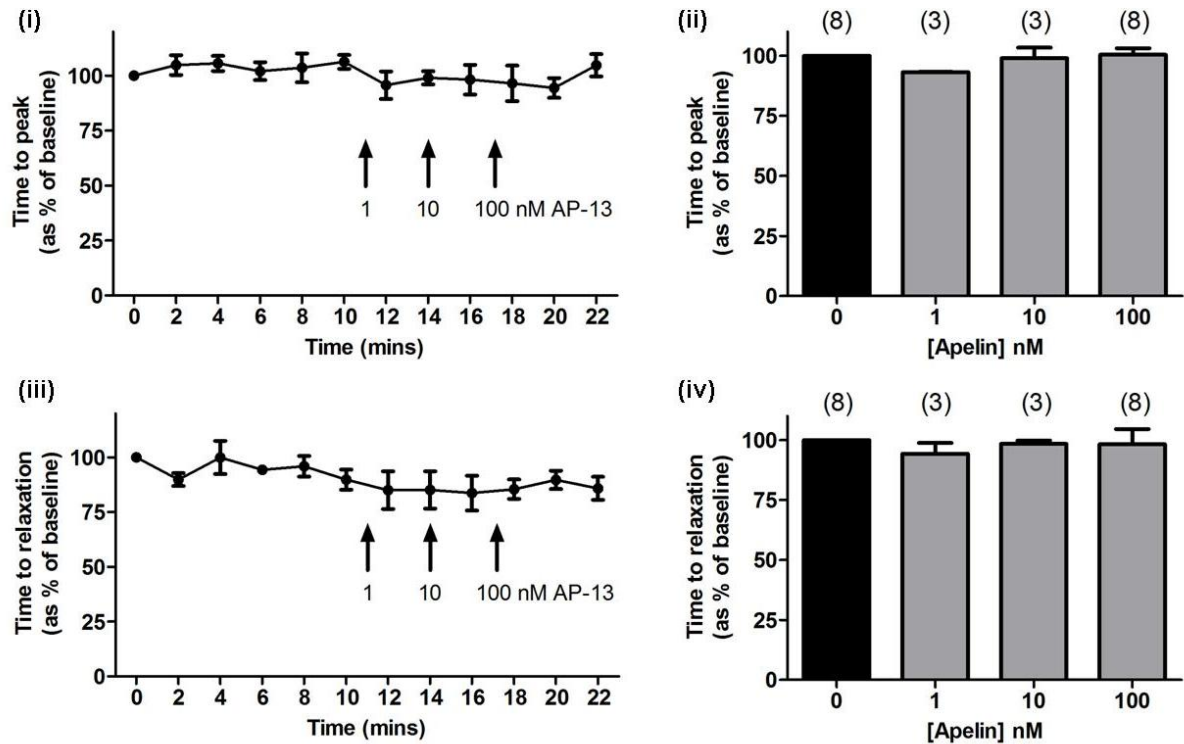 (i)
Time to peak
(as % of baseline)
100
75
50
25
0
1 10 100 nM AP-13
0 2 4 6 8 10 12 14 16 18 20 22
Time (mins)
(ii)
(8) (3) (3) (8)
Time to peak
(as % of baseline)
100
75
50
25
0
0 1 10 100
[Apelin] nM
(iii)
Time to relaxation
(as % of baseline)
100
75
50
25
0
1 10 100 nM AP-13
0 2 4 6 8 10 12 14 16 18 20 22
Time (mins)
(iv)
(8) (3) (3) (8)
Time to relaxation
(as % of baseline)
100
75
50
25
0
0 1 10 100
[Apelin] nM